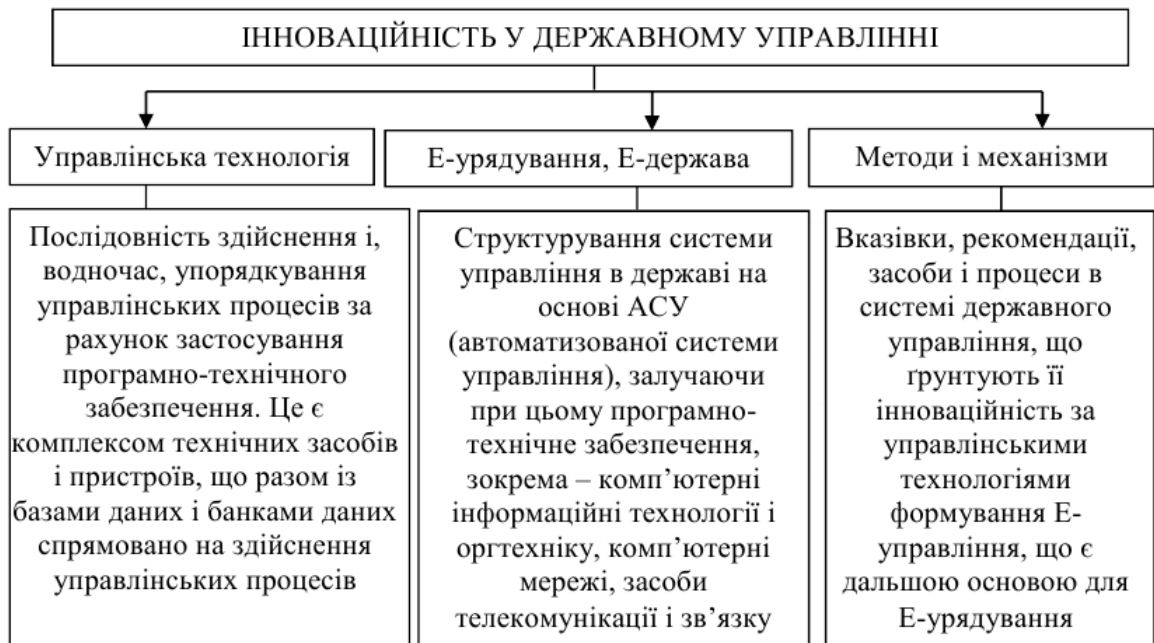 ІННОВАЦІЙНІСТЬ У ДЕРЖАВНОМУ УПРАВЛІННІ
Управлінська технологія
Е-урядування, Е-держава
Методи і механізми
Послідовність здійснення і,
водночас, упорядкування
управлінських процесів за
рахунок застосування
програмно-технічного
забезпечення. Це є
комплексом технічних засобів
і пристроїв, що разом із
базами даних і банками даних
спрямовано на здійснення
управлінських процесів
Структурування системи
управління в державі на
основі АСУ
(автоматизованої системи
управління), залучаючи
при цьому програмно-
технічне забезпечення,
зокрема – комп’ютерні
інформаційні технології і
оргтехніку, комп’ютерні
мережі, засоби
телекомунікації і зв’язку
Вказівки, рекомендації,
засоби і процеси в
системі державного
управління, що
ґрунтують її
інноваційність за
управлінськими
технологіями
формування Е-
управління, що є
дальшою основою для
Е-урядування